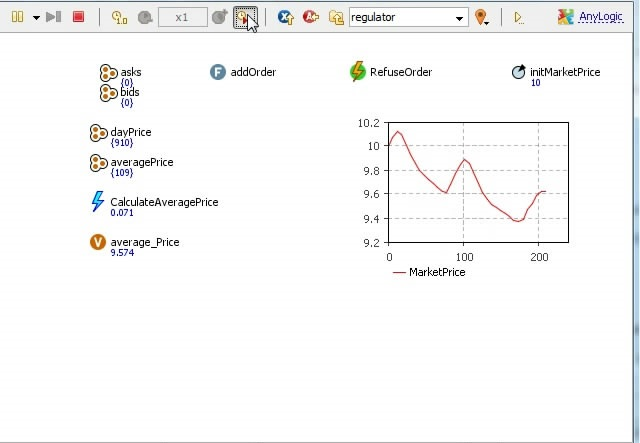 x1
regulator
AnyLogic
asks
{0}
bids
{0}
F
addOrder
RefuseOrder
initMarketPrice
10
dayPrice
{910}
averagePrice
{109}
CalculateAveragePrice
0.071
V
average_Price
9.574
10.2
10
9.8
9.6
9.4
9.2
0
100
200
MarketPrice